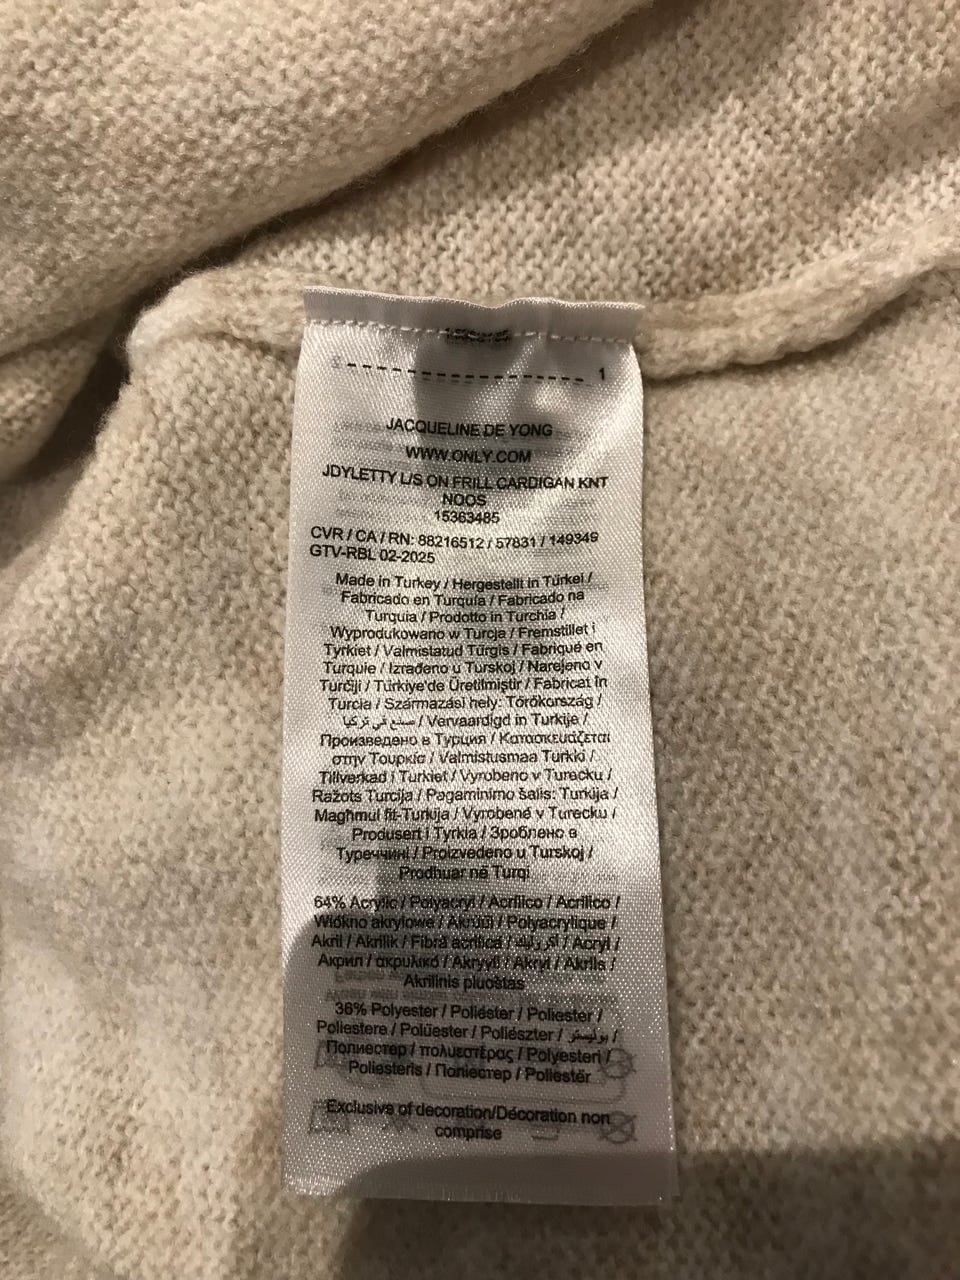 1
JACQUELINE DE YONG
WWW.ONLY.COM
JDYLETTY L/S ON FRILL CARDIGAN KNT
NOOS
15363485
CVR / CA / RN: 88216512 / 57831 / 149349
GTV-RBL 02-2025
Made in Turkey / Hergestellt in Türkei /
Fabricado en Turquía / Fabricado na
Turquia / Prodotto in Turchia /
Wyprodukowano w Turcja / Fremstillet i
Tyrkiet / Valmistatud Türgis / Fabriqué en
Turquie / Izrađeno u Turskoj / Narejeno v
Turčiji / Türkiye'de Üretilmiştir / Fabricat în
Turcia / Származási hely: Törökország /
صنع في تركيا / Vervaardigd in Turkije /
Произведено в Турция / Κατασκευάζεται
στην Τουρκία / Valmistusmaa Turkki /
Tillverkad i Turkiet / Vyrobeno v Turecku /
Ražots Turcija / Pagaminimo šalis: Turkija /
Magħmul fit-Turkija / Vyrobené v Turecku /
Produsert i Tyrkia / Зроблено в
Туреччині / Proizvedeno u Turskoj /
Prodhuar në Turqi
64% Acrylic / Polyacryl / Acrílico / Acrilico /
Włókno akrylowe / Akrüül / Polyacrylique /
Akril / Akrilik / Fibră acrilică / أكريليك / Acryl /
Акрил / ακρυλικό / Akryyli / Akryl / Akrils /
Akrilinis pluoštas
36% Polyester / Poliéster / Poliester /
Poliestere / Polüester / Poliészter / بوليستر /
Полиестер / πολυεστέρας / Polyesteri /
Poliesteris / Поліестер / Poliestër
Exclusive of decoration/Décoration non
comprise